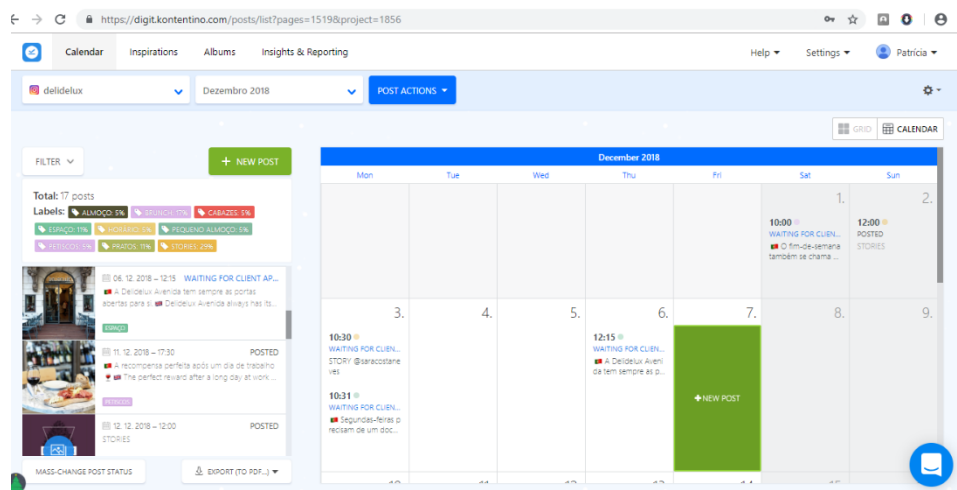 https://digit.kontentino.com/posts/list?pages=1519&project=1856
Calendar Inspirations Albums Insights & Reporting Help Settings Patrícia
delidelux Dezembro 2018 POST ACTIONS
GRID CALENDAR
FILTER + NEW POST
Total: 17 posts
Labels: ALMOÇO: 5% BRUNCH: 17% CABAZES: 5%
ESPAÇO: 11% HORÁRIO: 5% PEQUENO ALMOÇO: 5%
PETISCOS: 5% PRATOS: 11% STORIES: 29%
06. 12. 2018 – 12:15 WAITING FOR CLIENT AP...
A Delidelux Avenida tem sempre as portas
abertas para si. Delidelux Avenida always has its...
ESPAÇO
11. 12. 2018 – 17:30 POSTED
A recompensa perfeita após um dia de trabalho
The perfect reward after a long day at work ...
PETISCOS
12. 12. 2018 – 12:00 POSTED
STORIES
MASS-CHANGE POST STATUS EXPORT (TO PDF...)
December 2018
Mon Tue Wed Thu Fri Sat Sun
1. 2.
10:00
WAITING FOR CLIEN...
O fim-de-semana
também se chama ...
12:00
POSTED
STORIES
3. 4. 5. 6. 7. 8. 9.
10:30
WAITING FOR CLIEN...
STORY @saracostane
ves
10:31
WAITING FOR CLIEN...
Segundas-feiras p
recisam de um doc...
12:15
WAITING FOR CLIEN...
A Delidelux Aveni
da tem sempre as p...
+ NEW POST